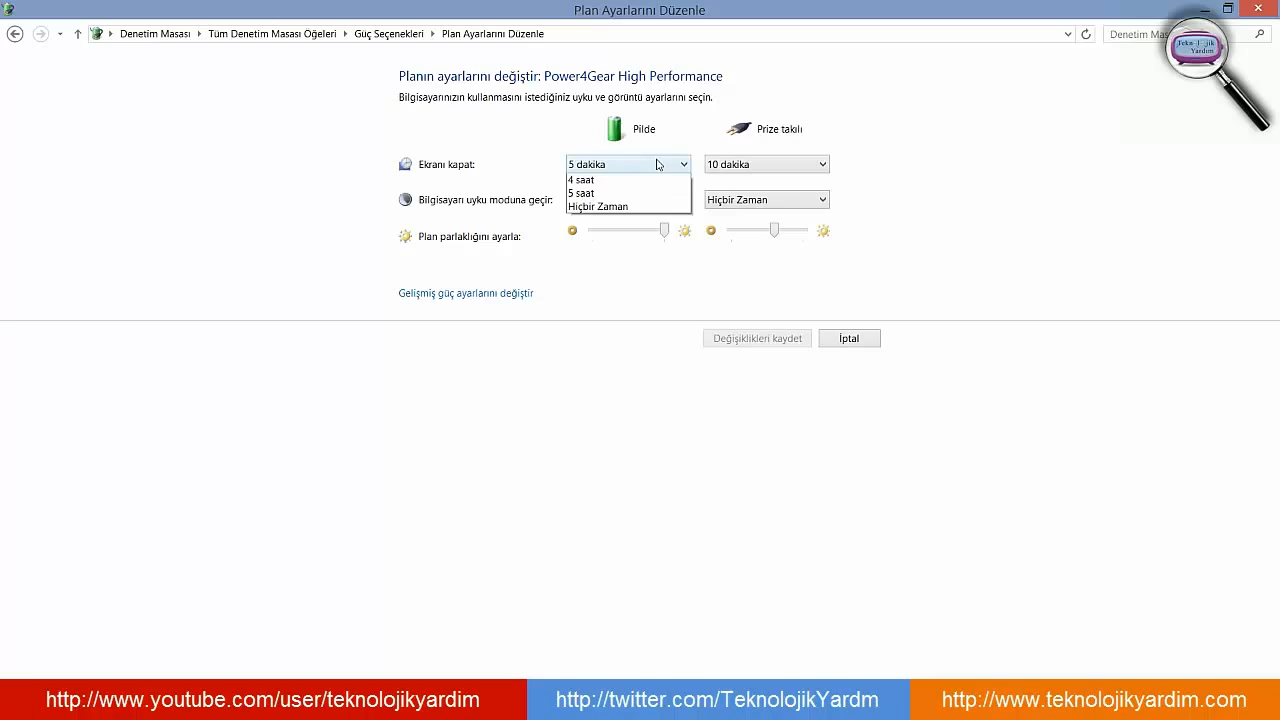 Plan Ayarlarını Düzenle
Denetim Masası
Tüm Denetim Masası Öğeleri
Güç Seçenekleri
Plan Ayarlarını Düzenle
Denetim
Yardım
Planın ayarlarını değiştir: Power4Gear High Performance
Bilgisayarınızın kullanmasını istediğiniz uyku ve görüntü ayarlarını seçin.
Pilde
Prize takılı
Ekranı kapat:
5 dakika
10 dakika
4 saat
5 saat
Hiçbir Zaman
Bilgisayarı uyku moduna geçir:
Hiçbir Zaman
Plan parlaklığını ayarla:
Gelişmiş güç ayarlarını değiştir
Değişiklikleri kaydet
İptal
http://www.youtube.com/user/teknolojikyardim
http://twitter.com/TeknolojikYardm
http://www.teknolojikyardim.com